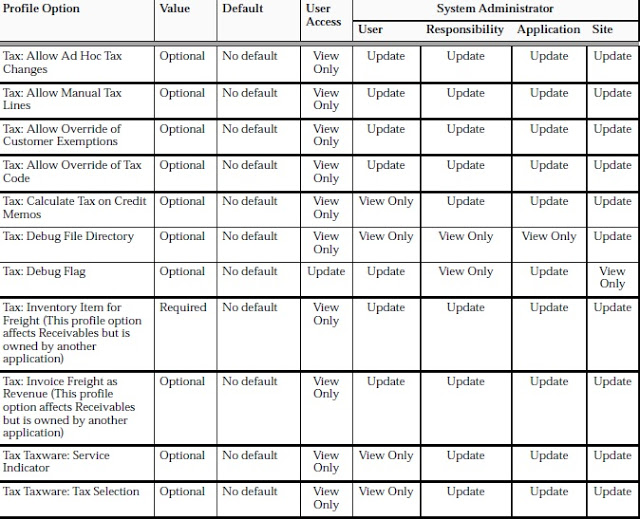 Profile Option Value Default User Access System Administrator
User Responsibility Application Site
Tax: Allow Ad Hoc Tax Changes Optional No default View Only Update Update Update Update
Tax: Allow Manual Tax Lines Optional No default View Only Update Update Update Update
Tax: Allow Override of Customer Exemptions Optional No default View Only Update Update Update Update
Tax: Allow Override of Tax Code Optional No default View Only Update Update Update Update
Tax: Calculate Tax on Credit Memos Optional No default View Only View Only Update Update Update
Tax: Debug File Directory Optional No default View Only View Only View Only View Only Update
Tax: Debug Flag Optional No default Update Update View Only Update View Only
Tax: Inventory Item for Freight (This profile option affects Receivables but is owned by another application) Required No default View Only Update Update Update Update
Tax: Invoice Freight as Revenue (This profile option affects Receivables but is owned by another application) Optional No default View Only Update Update Update Update
Tax Taxware: Service Indicator Optional No default View Only View Only Update Update Update
Tax Taxware: Tax Selection Optional No default View Only View Only Update Update Update